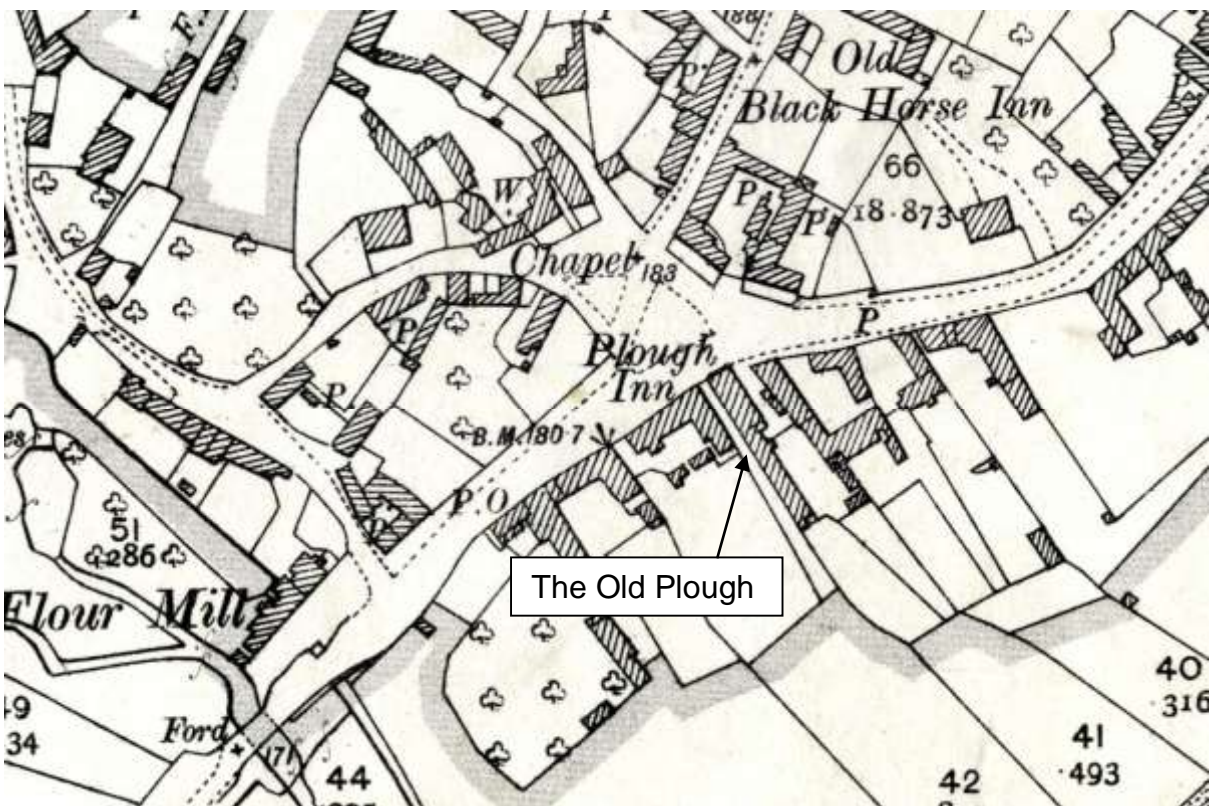 P
F.
188
Old
Black Horse Inn
P.
66
18·873
W
P.
P.
Chapel
183
P
Plough
Inn
P.
P.
B.M. 180·7
P.O
P
51
·286
The Old Plough
Flour Mill
40
·316
49
34
Ford
171
41
·493
44
42